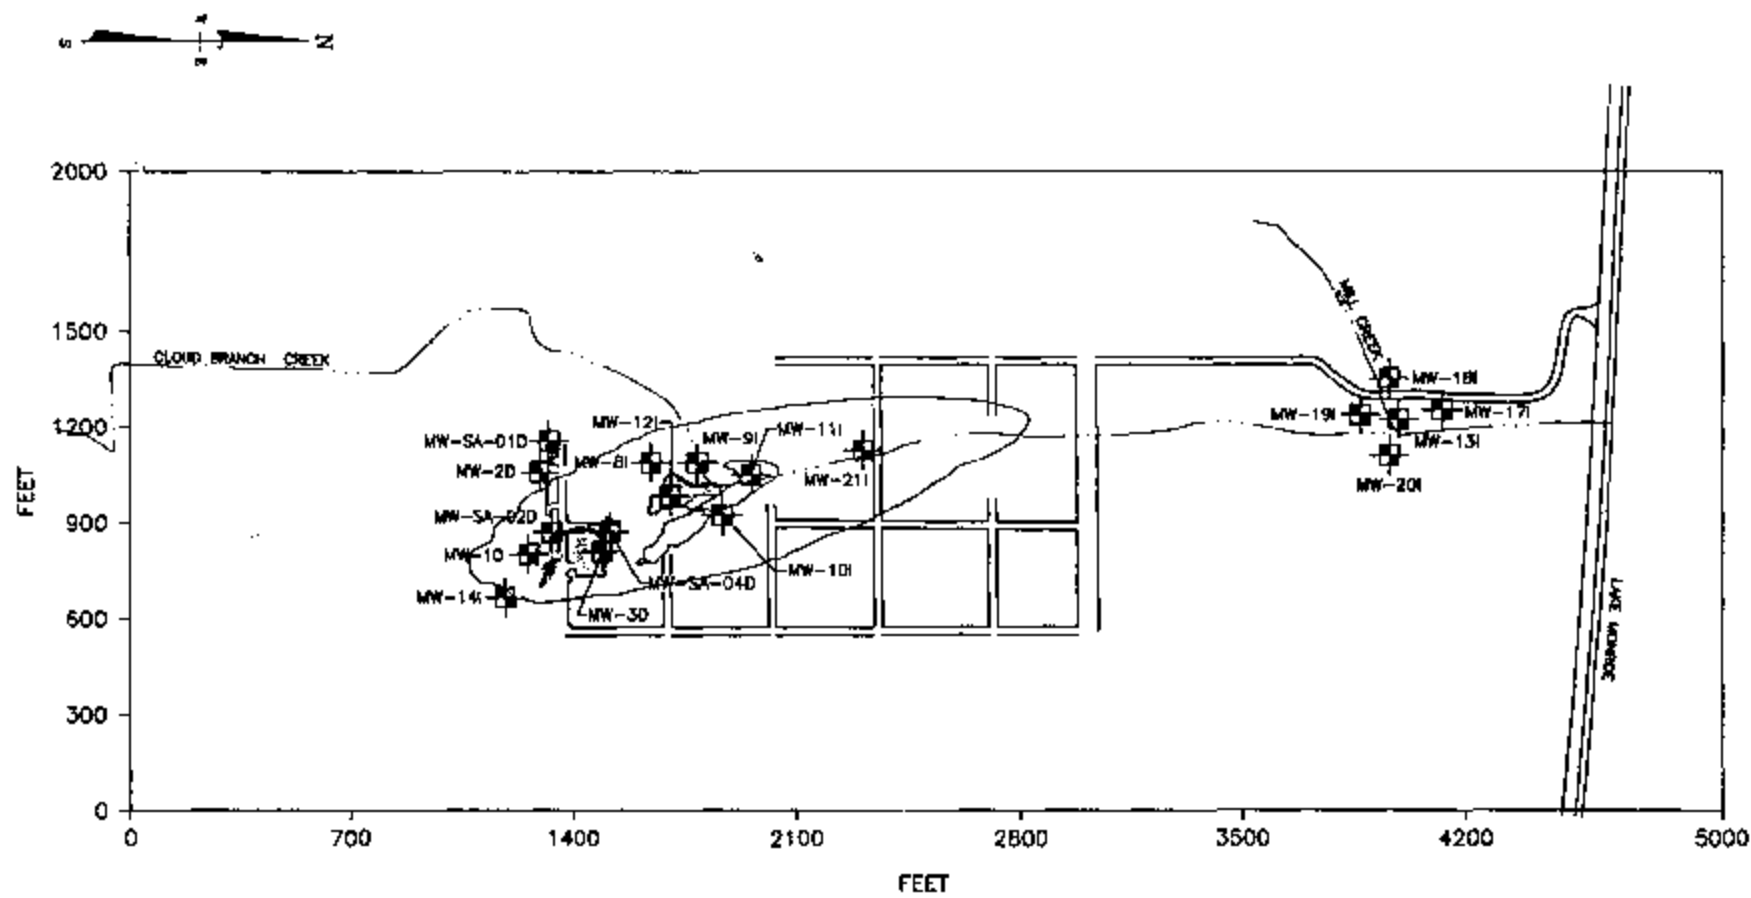 S N
2000
1500
1200
900
600
300
0
FEET
0 700 1400 2100 2800 3500 4200 5000
FEET
CLOUD BRANCH CREEK
MILL CREEK
LAKE MONROE
MW-12I
MW-9I
MW-11I
MW-SA-01D
MW-8I
MW-2D
MW-21I
MW-SA-02D
MW-1D
MW-10I
MW-SA-04D
MW-14I
MW-3D
MW-18I
MW-19I
MW-17I
MW-13I
MW-20I